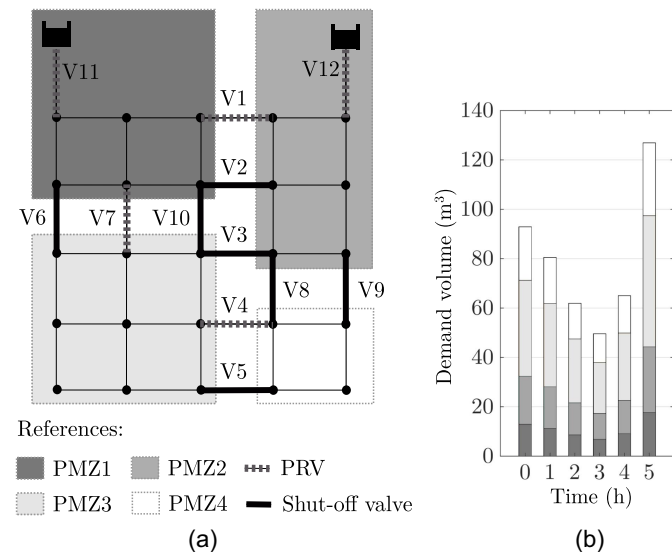 V11
V12
V1
V2
V6
V7
V10
V3
V8
V9
V4
V5
References:
PMZ1
PMZ2
PRV
PMZ3
PMZ4
Shut-off valve
(a)
Demand volume (m³)
140
120
100
80
60
40
20
0
0 1 2 3 4 5
Time (h)
(b)